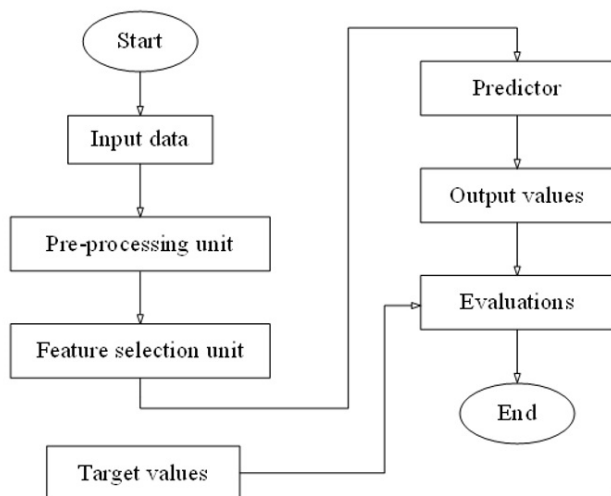 Start
Input data
Pre-processing unit
Feature selection unit
Target values
Predictor
Output values
Evaluations
End